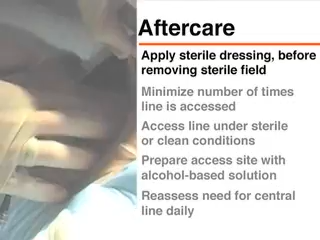 Aftercare
Apply sterile dressing, before
removing sterile field
Minimize number of times
line is accessed
Access line under sterile
or clean conditions
Prepare access site with
alcohol-based solution
Reassess need for central
line daily